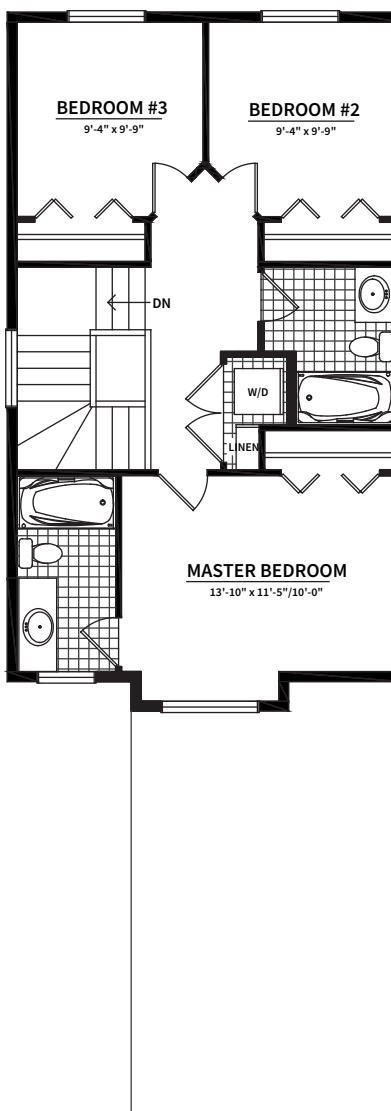 BEDROOM #3
9'-4" x 9'-9"
BEDROOM #2
9'-4" x 9'-9"
DN
W/D
LINEN
MASTER BEDROOM
13'-10" x 11'-5"/10'-0"